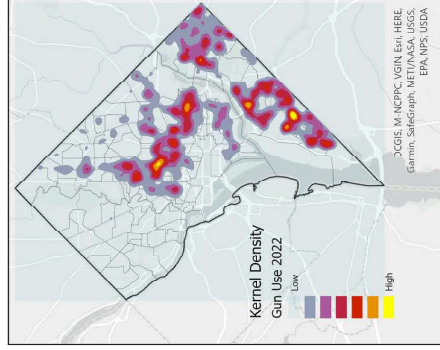 Kernel Density
Gun Use 2022
Low
High
DCGIS, M-NCPPC, VGIN, Esri, HERE,
Garmin, SafeGraph, METI/NASA, USGS,
EPA, NPS, USDA